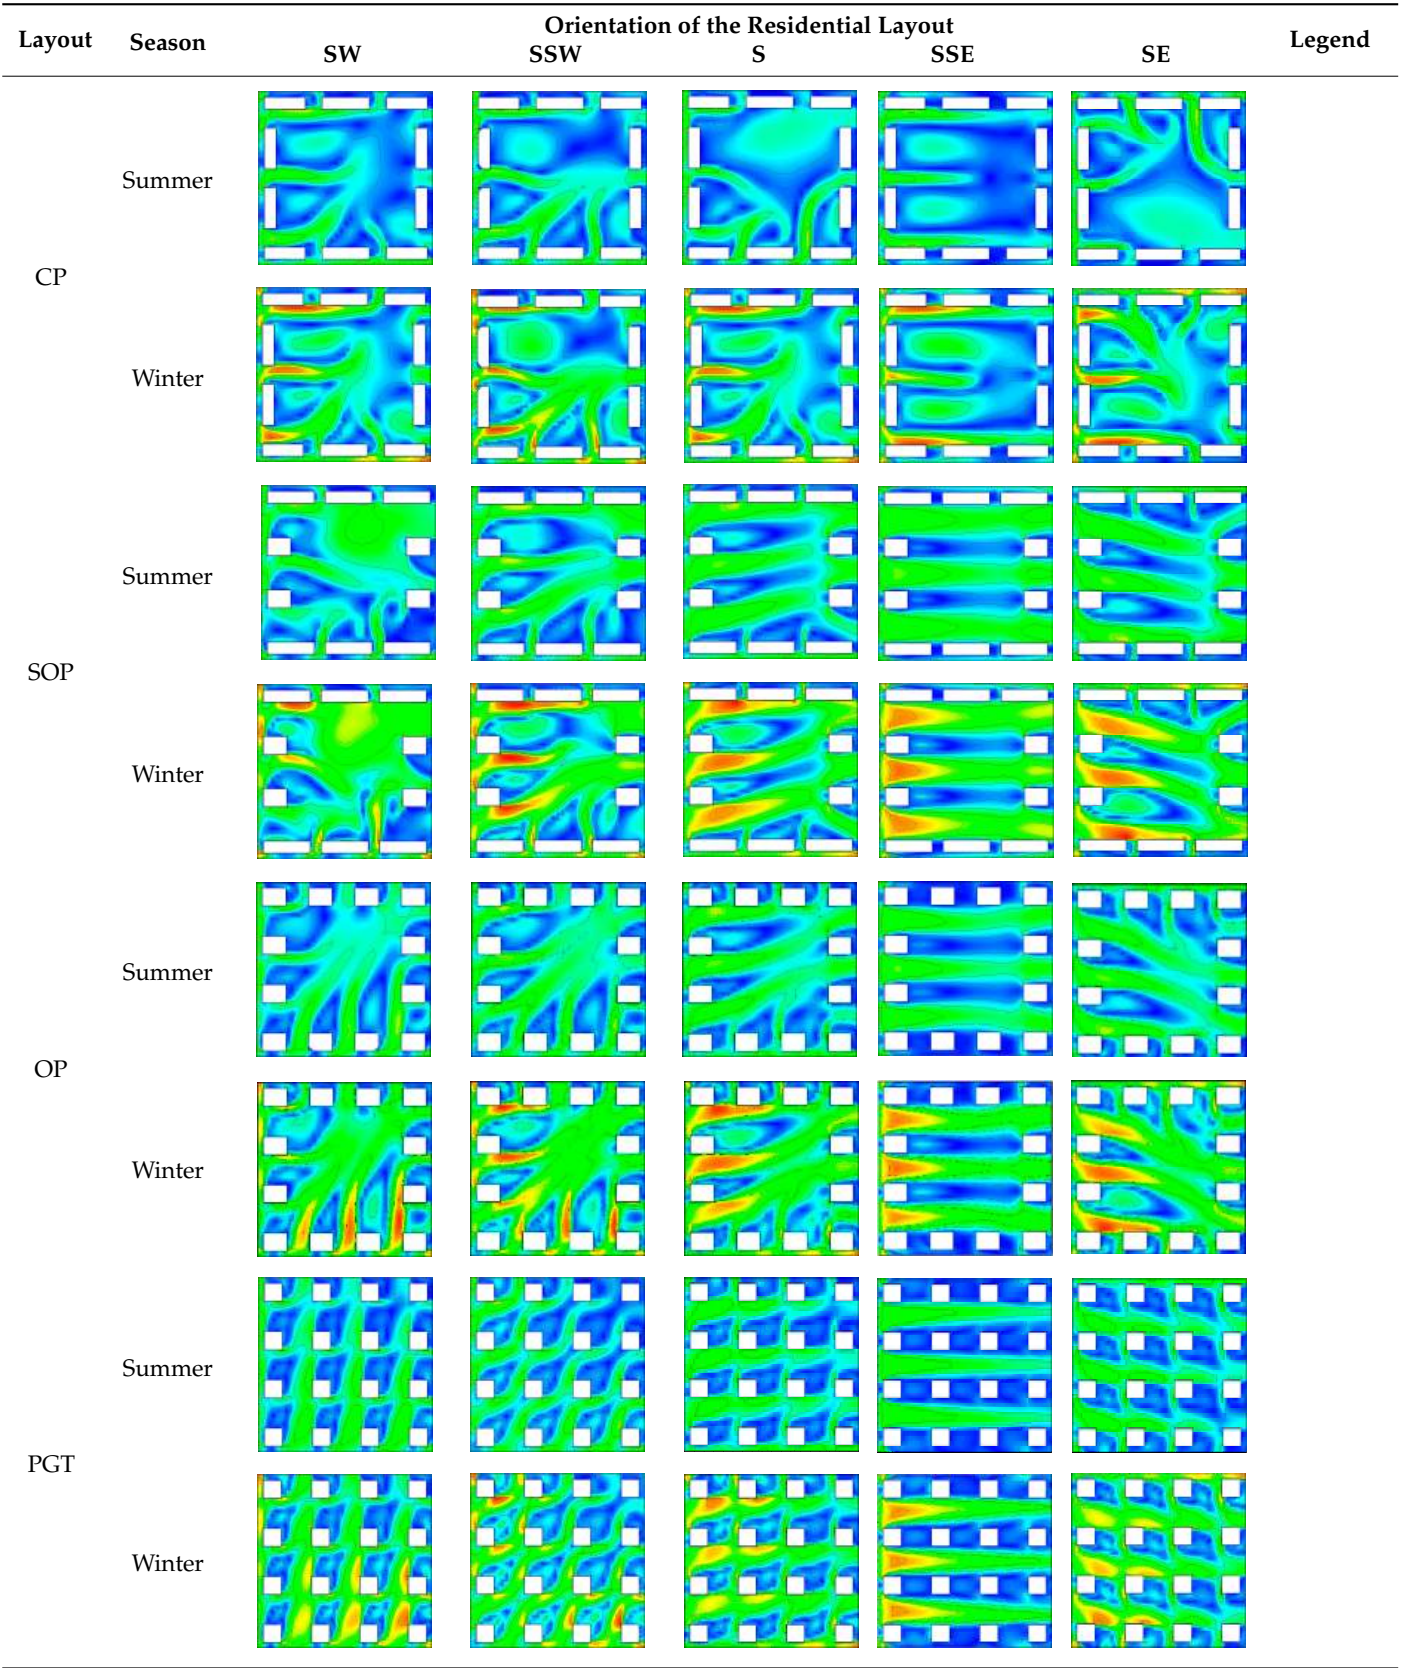 Orientation of the Residential Layout
Layout Season SW SSW S SSE SE Legend
Summer
CP
Winter
Summer
SOP
Winter
Summer
OP
Winter
Summer
PGT
Winter